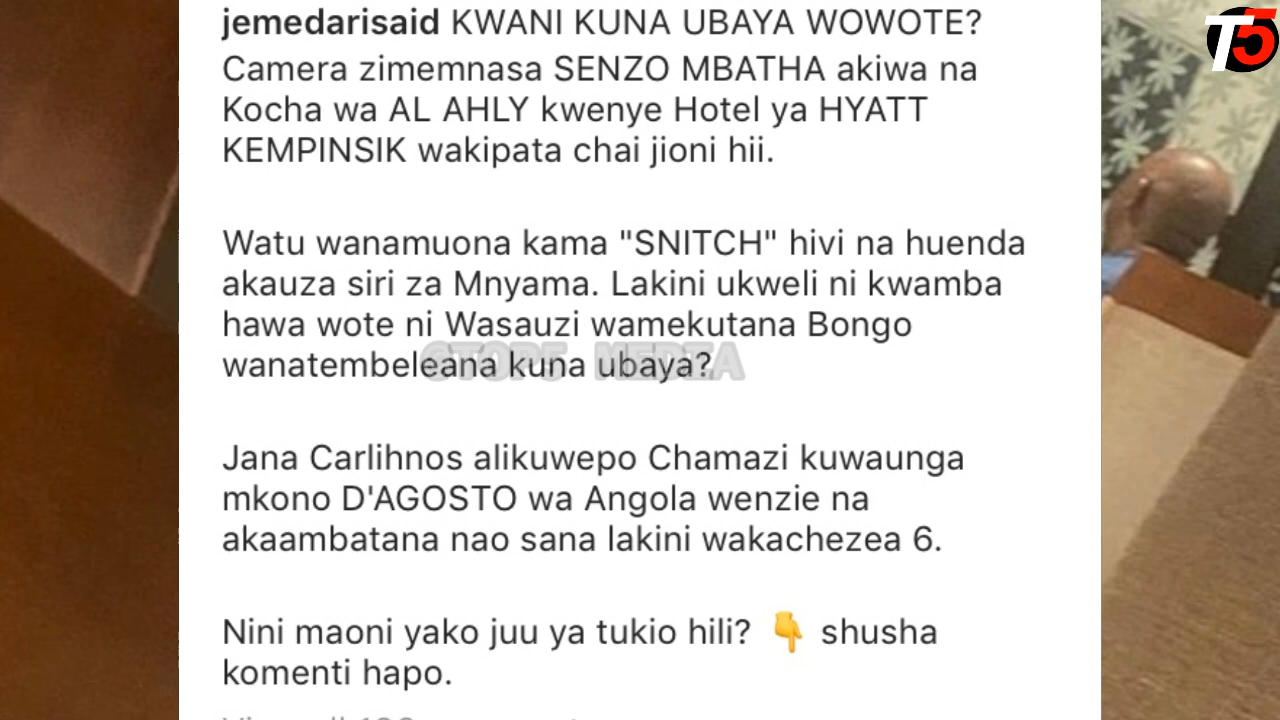 jemedarisaid KWANI KUNA UBAYA WOWOTE?
Camera zimemnasa SENZO MBATHA akiwa na
Kocha wa AL AHLY kwenye Hotel ya HYATT
KEMPINSIK wakipata chai jioni hii.
Watu wanamuona kama "SNITCH" hivi na huenda
akauza siri za Mnyama. Lakini ukweli ni kwamba
hawa wote ni Wasauzi wamekutana Bongo
wanatembeleana kuna ubaya?
Jana Carlihnos alikuwepo Chamazi kuwaunga
mkono D'AGOSTO wa Angola wenzie na
akaambatana nao sana lakini wakachezea 6.
Nini maoni yako juu ya tukio hili? 👇 shusha
komenti hapo.
T5